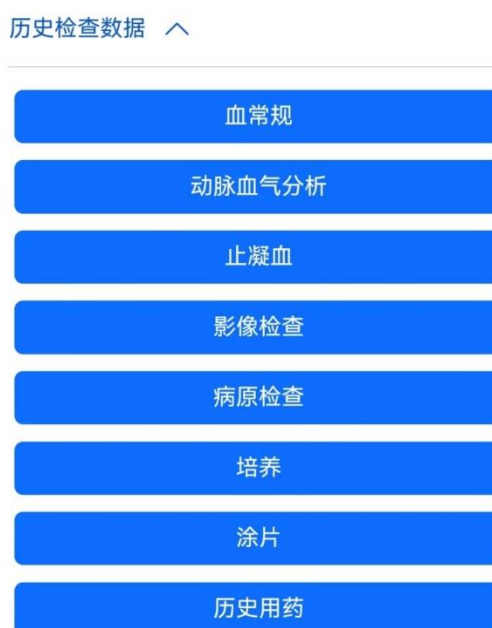 历史检查数据
血常规
动脉血气分析
止凝血
影像检查
病原检查
培养
涂片
历史用药